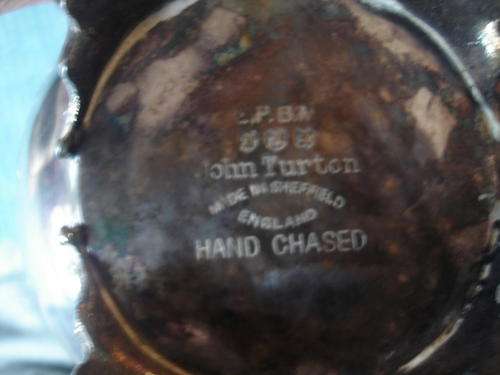 E.P.B.M
John Turton
MADE IN SHEFFIELD
ENGLAND
HAND CHASED